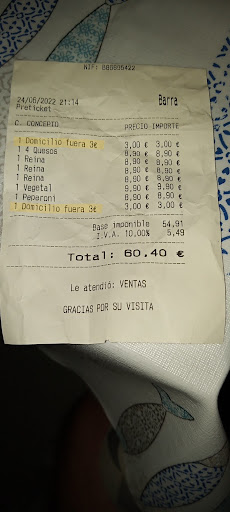 NIF: B85935422
24/06/2022 21:14 Barra
Preticket
C. CONCEPTO PRECIO IMPORTE
1 Domicilio fuera 3€ 3,00 € 3,00 €
1 4 Quesos 8,90 € 8,90 €
1 Reina 8,90 € 8,90 €
1 Reina 8,90 € 8,90 €
1 Reina 8,90 € 8,90 €
1 Vegetal 8,90 € 8,90 €
1 Peperoni 8,90 € 8,90 €
1 Domicilio fuera 3€ 3,00 € 3,00 €
Base imponible 54,91
I.V.A. 10,00% 5,49
Total: 60.40 €
Le atendió: VENTAS
GRACIAS POR SU VISITA